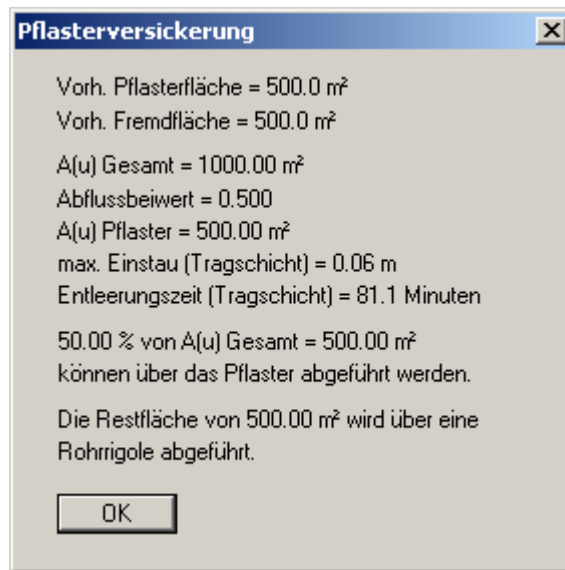 Pflasterversickerung
Vorh. Pflasterfläche = 500.0 m²
Vorh. Fremdfläche = 500.0 m²
A(u) Gesamt = 1000.00 m²
Abflussbeiwert = 0.500
A(u) Pflaster = 500.00 m²
max. Einstau (Tragschicht) = 0.06 m
Entleerungszeit (Tragschicht) = 81.1 Minuten
50.00 % von A(u) Gesamt = 500.00 m²
können über das Pflaster abgeführt werden.
Die Restfläche von 500.00 m² wird über eine
Rohrrigole abgeführt.
OK